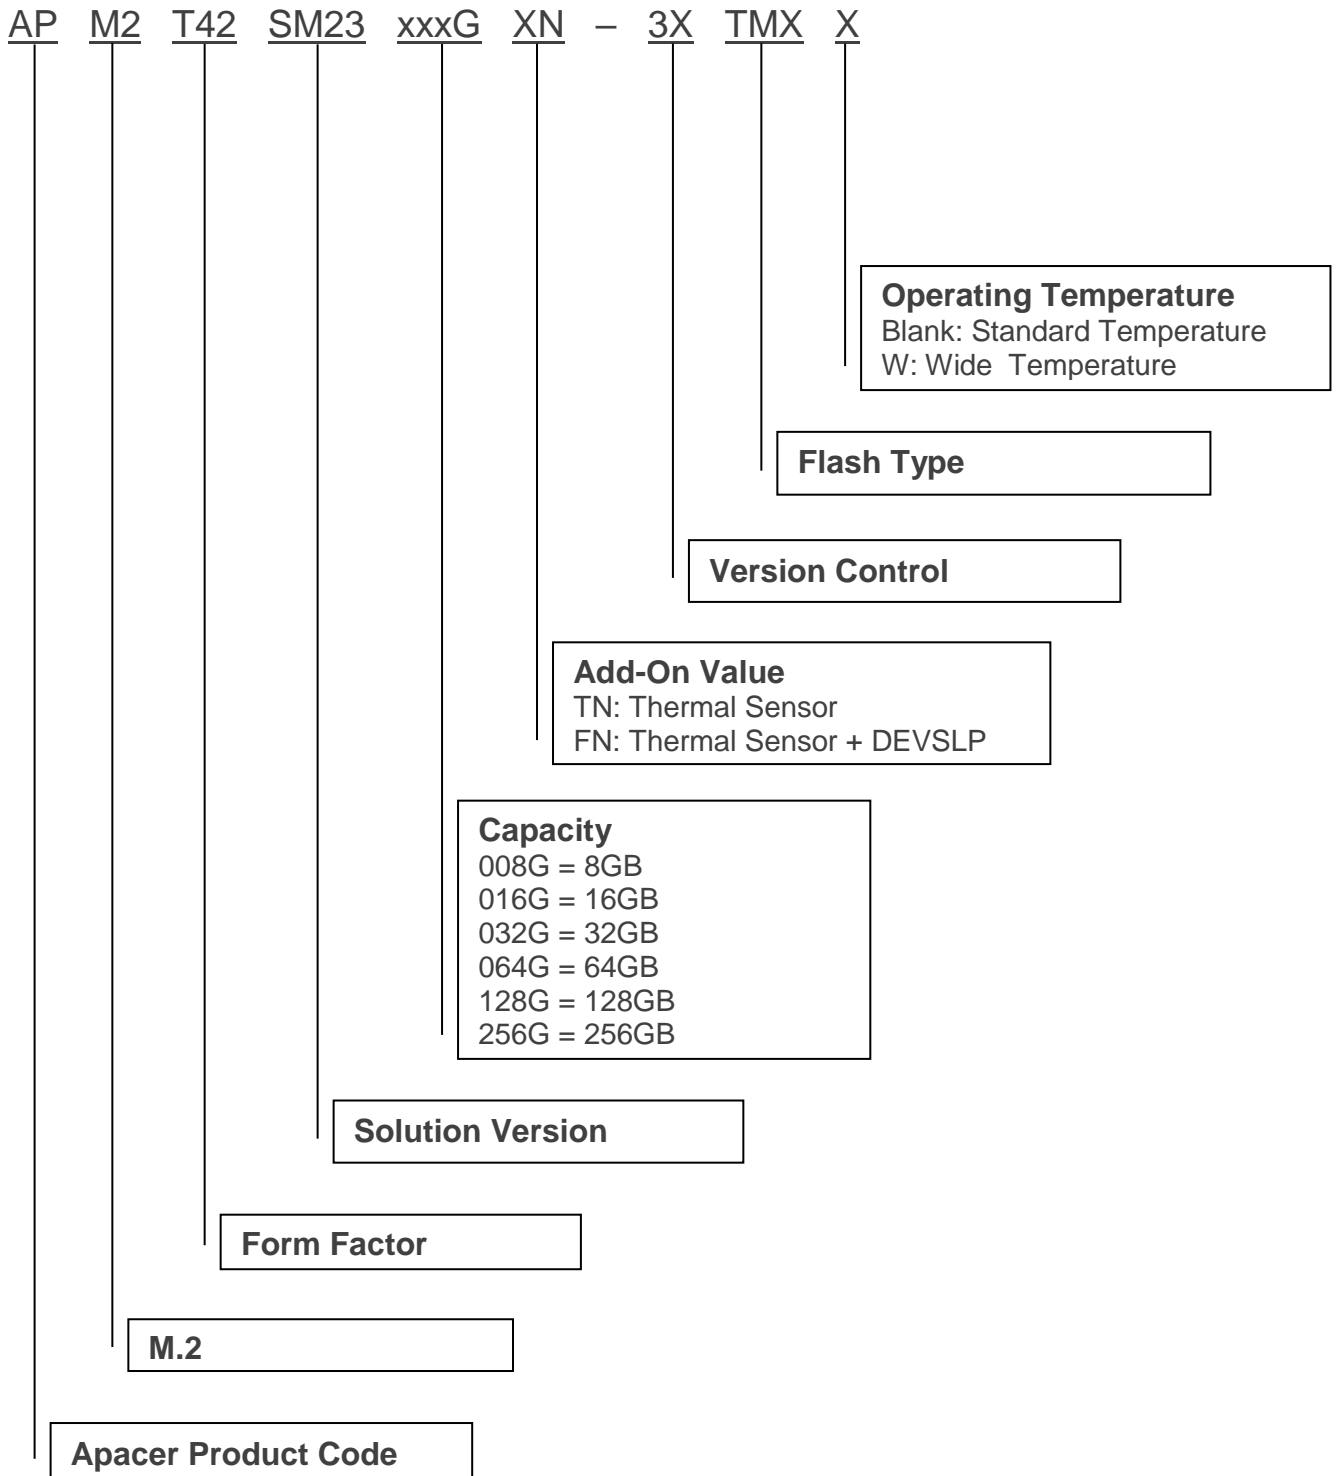 AP M2 T42 SM23 xxxG XN – 3X TMX X
Operating Temperature
Blank: Standard Temperature
W: Wide Temperature
Flash Type
Version Control
Add-On Value
TN: Thermal Sensor
FN: Thermal Sensor + DEVSLP
Capacity
008G = 8GB
016G = 16GB
032G = 32GB
064G = 64GB
128G = 128GB
256G = 256GB
Solution Version
Form Factor
M.2
Apacer Product Code